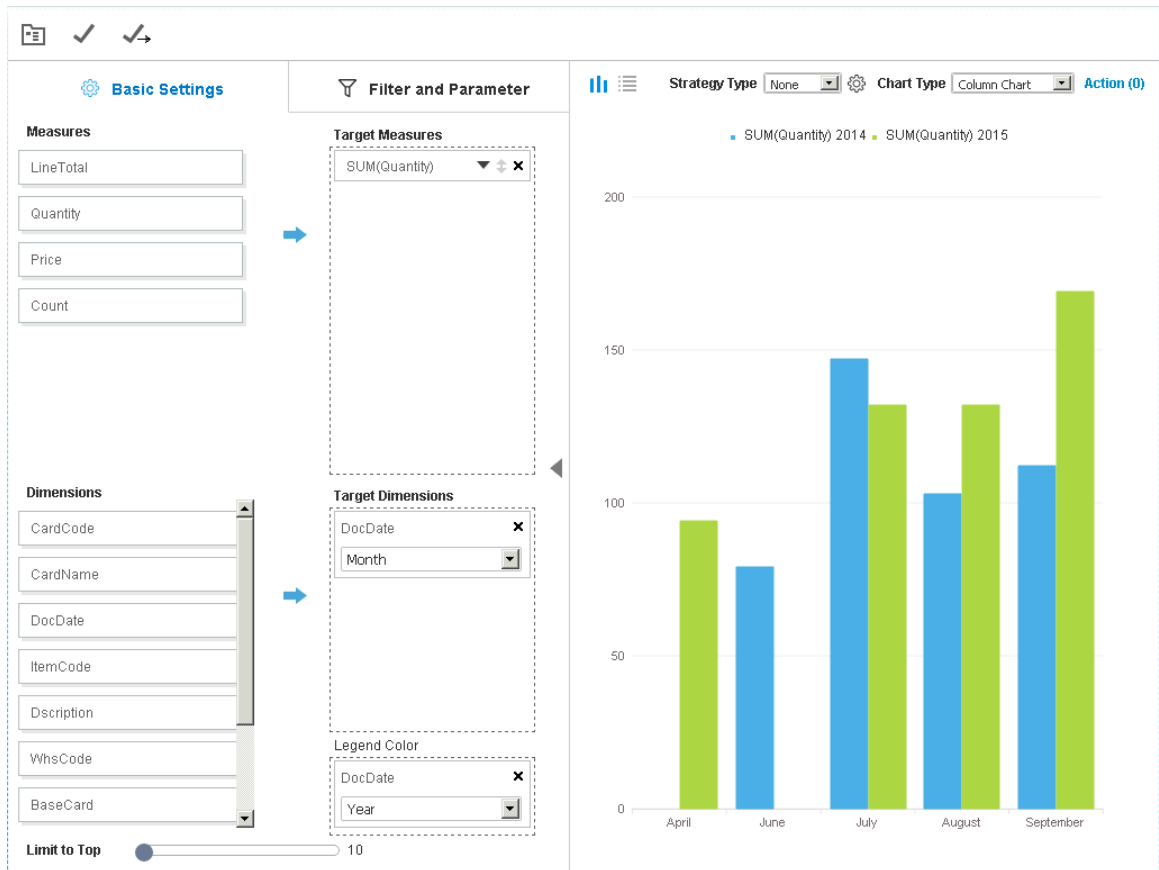 Basic Settings
Filter and Parameter
Strategy Type None Chart Type Column Chart Action (0)
Measures
LineTotal
Quantity
Price
Count
Target Measures
SUM(Quantity)
Dimensions
CardCode
CardName
DocDate
ItemCode
Dscription
WhsCode
BaseCard
Target Dimensions
DocDate
Month
Legend Color
DocDate
Year
Limit to Top 10
SUM(Quantity) 2014 SUM(Quantity) 2015
200
150
100
50
0
April June July August September